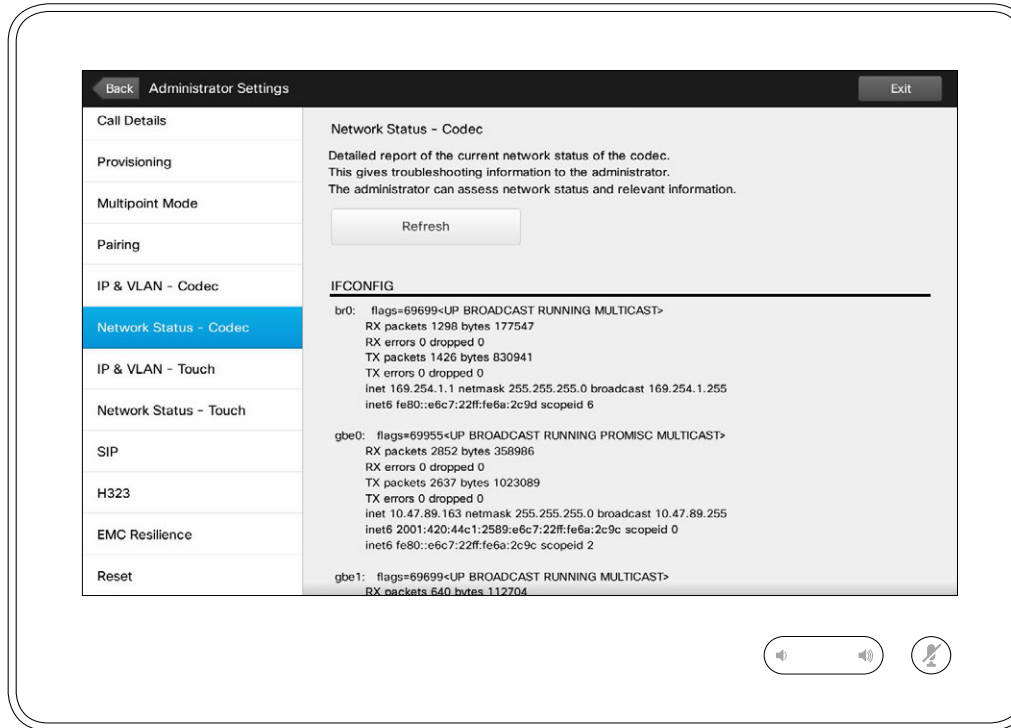 Back Administrator Settings Exit
Call Details
Provisioning
Multipoint Mode
Pairing
IP & VLAN - Codec
Network Status - Codec
IP & VLAN - Touch
Network Status - Touch
SIP
H323
EMC Resilience
Reset
Network Status - Codec
Detailed report of the current network status of the codec.
This gives troubleshooting information to the administrator.
The administrator can assess network status and relevant information.
Refresh
IFCONFIG
br0: flags=69699<UP BROADCAST RUNNING MULTICAST>
RX packets 1298 bytes 177547
RX errors 0 dropped 0
TX packets 1426 bytes 830941
TX errors 0 dropped 0
inet 169.254.1.1 netmask 255.255.255.0 broadcast 169.254.1.255
inet6 fe80::e6c7:22ff:fe6a:2c9d scopeid 6
gbe0: flags=69955<UP BROADCAST RUNNING PROMISC MULTICAST>
RX packets 2852 bytes 358986
RX errors 0 dropped 0
TX packets 2637 bytes 1023089
TX errors 0 dropped 0
inet 10.47.89.163 netmask 255.255.255.0 broadcast 10.47.89.255
inet6 2001:420:44c1:2589:e6c7:22ff:fe6a:2c9c scopeid 0
inet6 fe80::e6c7:22ff:fe6a:2c9c scopeid 2
gbe1: flags=69699<UP BROADCAST RUNNING MULTICAST>
RX packets 640 bytes 112704